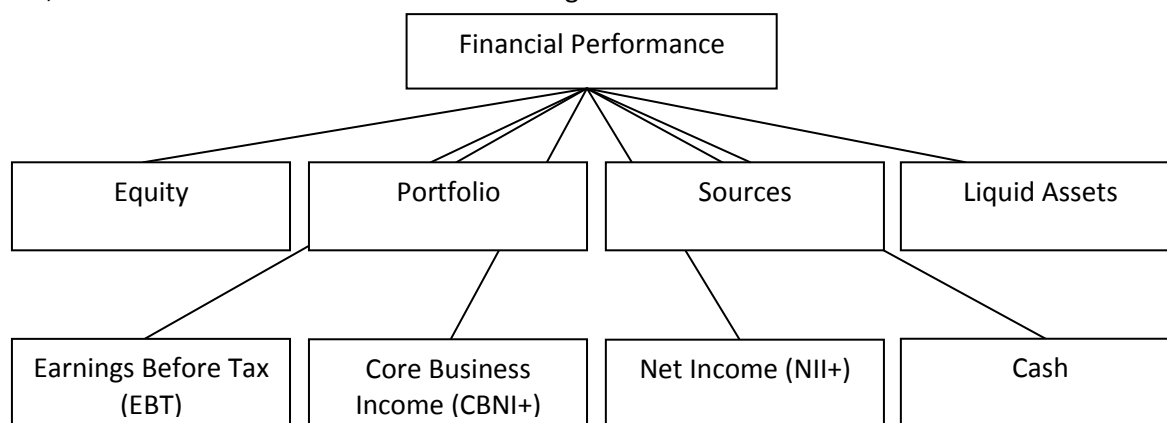 Financial Performance
Equity
Portfolio
Sources
Liquid Assets
Earnings Before Tax
(EBT)
Core Business
Income (CBNI+)
Net Income (NII+)
Cash